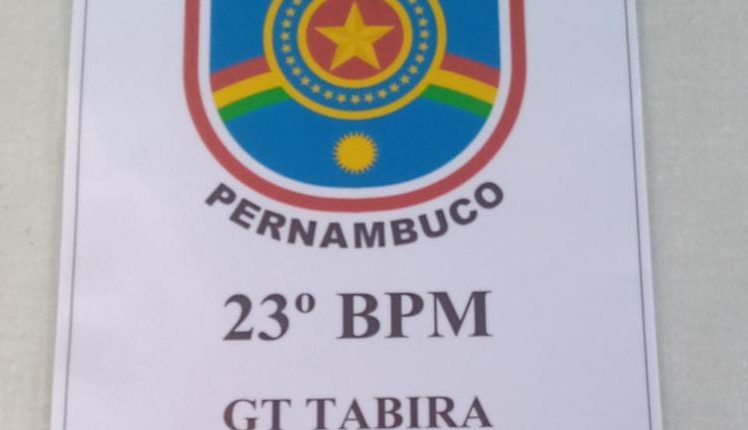 PERNAMBUCO
23º BPM
GT TABIRA